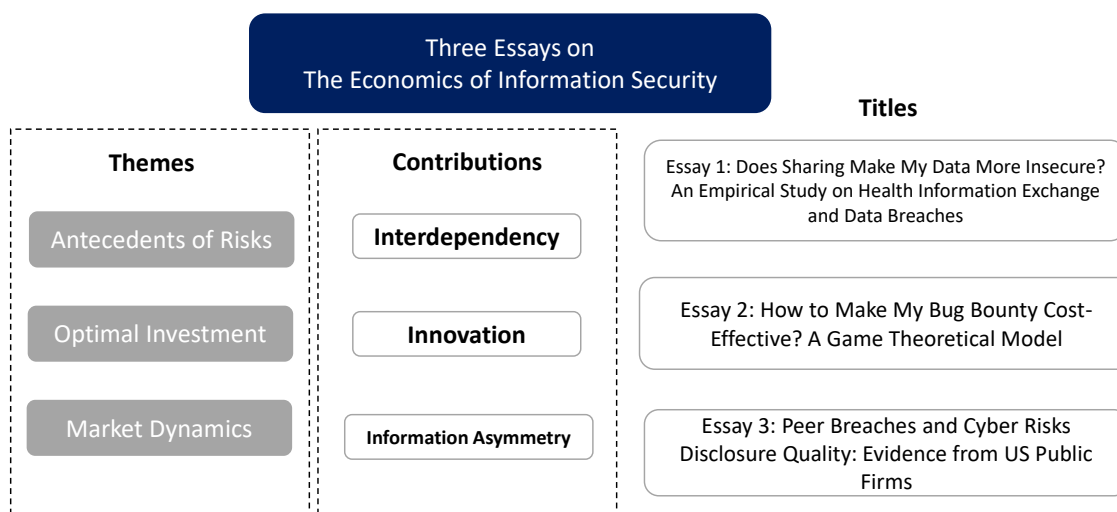 Three Essays on
The Economics of Information Security
Titles
Themes
Contributions
Essay 1: Does Sharing Make My Data More Insecure?
An Empirical Study on Health Information Exchange
and Data Breaches
Antecedents of Risks
Interdependency
Essay 2: How to Make My Bug Bounty Cost-
Effective? A Game Theoretical Model
Optimal Investment
Innovation
Essay 3: Peer Breaches and Cyber Risks
Disclosure Quality: Evidence from US Public
Firms
Market Dynamics
Information Asymmetry